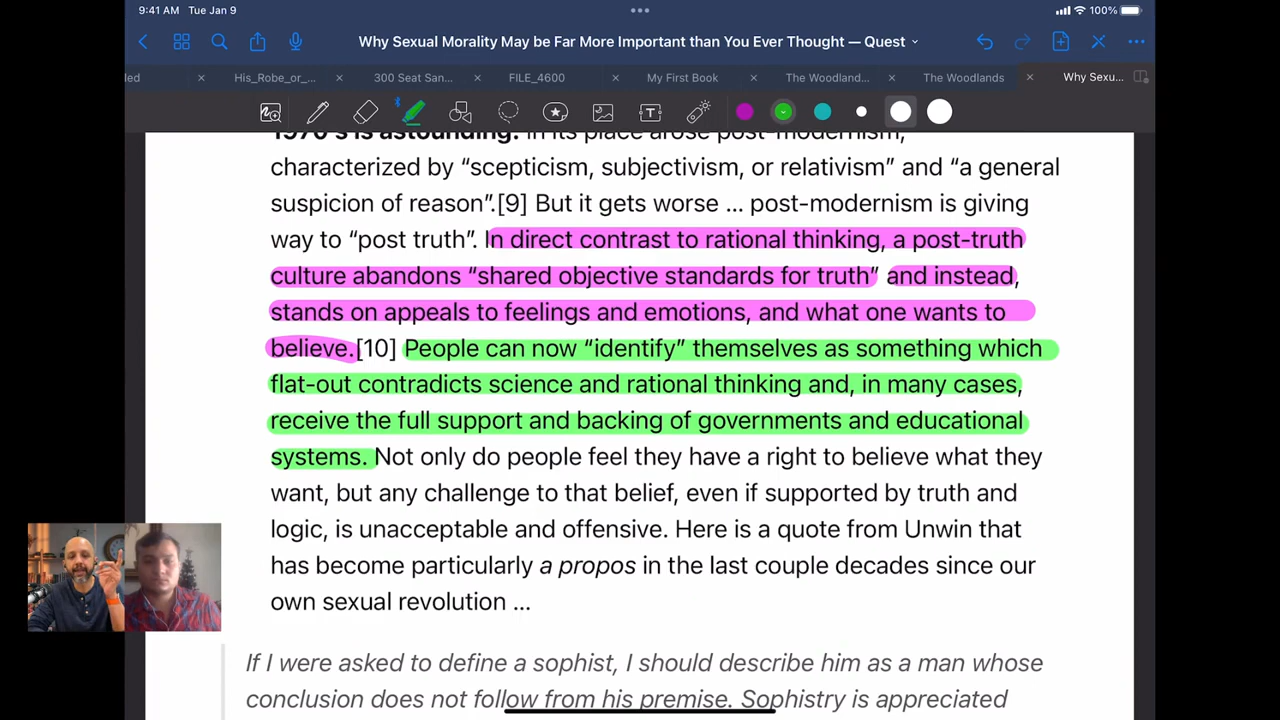 9:41 AM Tue Jan 9
100%
Why Sexual Morality May be Far More Important than You Ever Thought — Quest
His_Robe_or_...
300 Seat San...
FILE_4600
My First Book
The Woodland...
The Woodlands
Why Sexu...
1970's is astounding. In its place arose post-modernism,
characterized by “scepticism, subjectivism, or relativism” and “a general
suspicion of reason”.[9] But it gets worse ... post-modernism is giving
way to “post truth”. In direct contrast to rational thinking, a post-truth
culture abandons “shared objective standards for truth” and instead,
stands on appeals to feelings and emotions, and what one wants to
believe.[10] People can now “identify” themselves as something which
flat-out contradicts science and rational thinking and, in many cases,
receive the full support and backing of governments and educational
systems. Not only do people feel they have a right to believe what they
want, but any challenge to that belief, even if supported by truth and
logic, is unacceptable and offensive. Here is a quote from Unwin that
has become particularly a propos in the last couple decades since our
own sexual revolution ...
If I were asked to define a sophist, I should describe him as a man whose
conclusion does not follow from his premise. Sophistry is appreciated